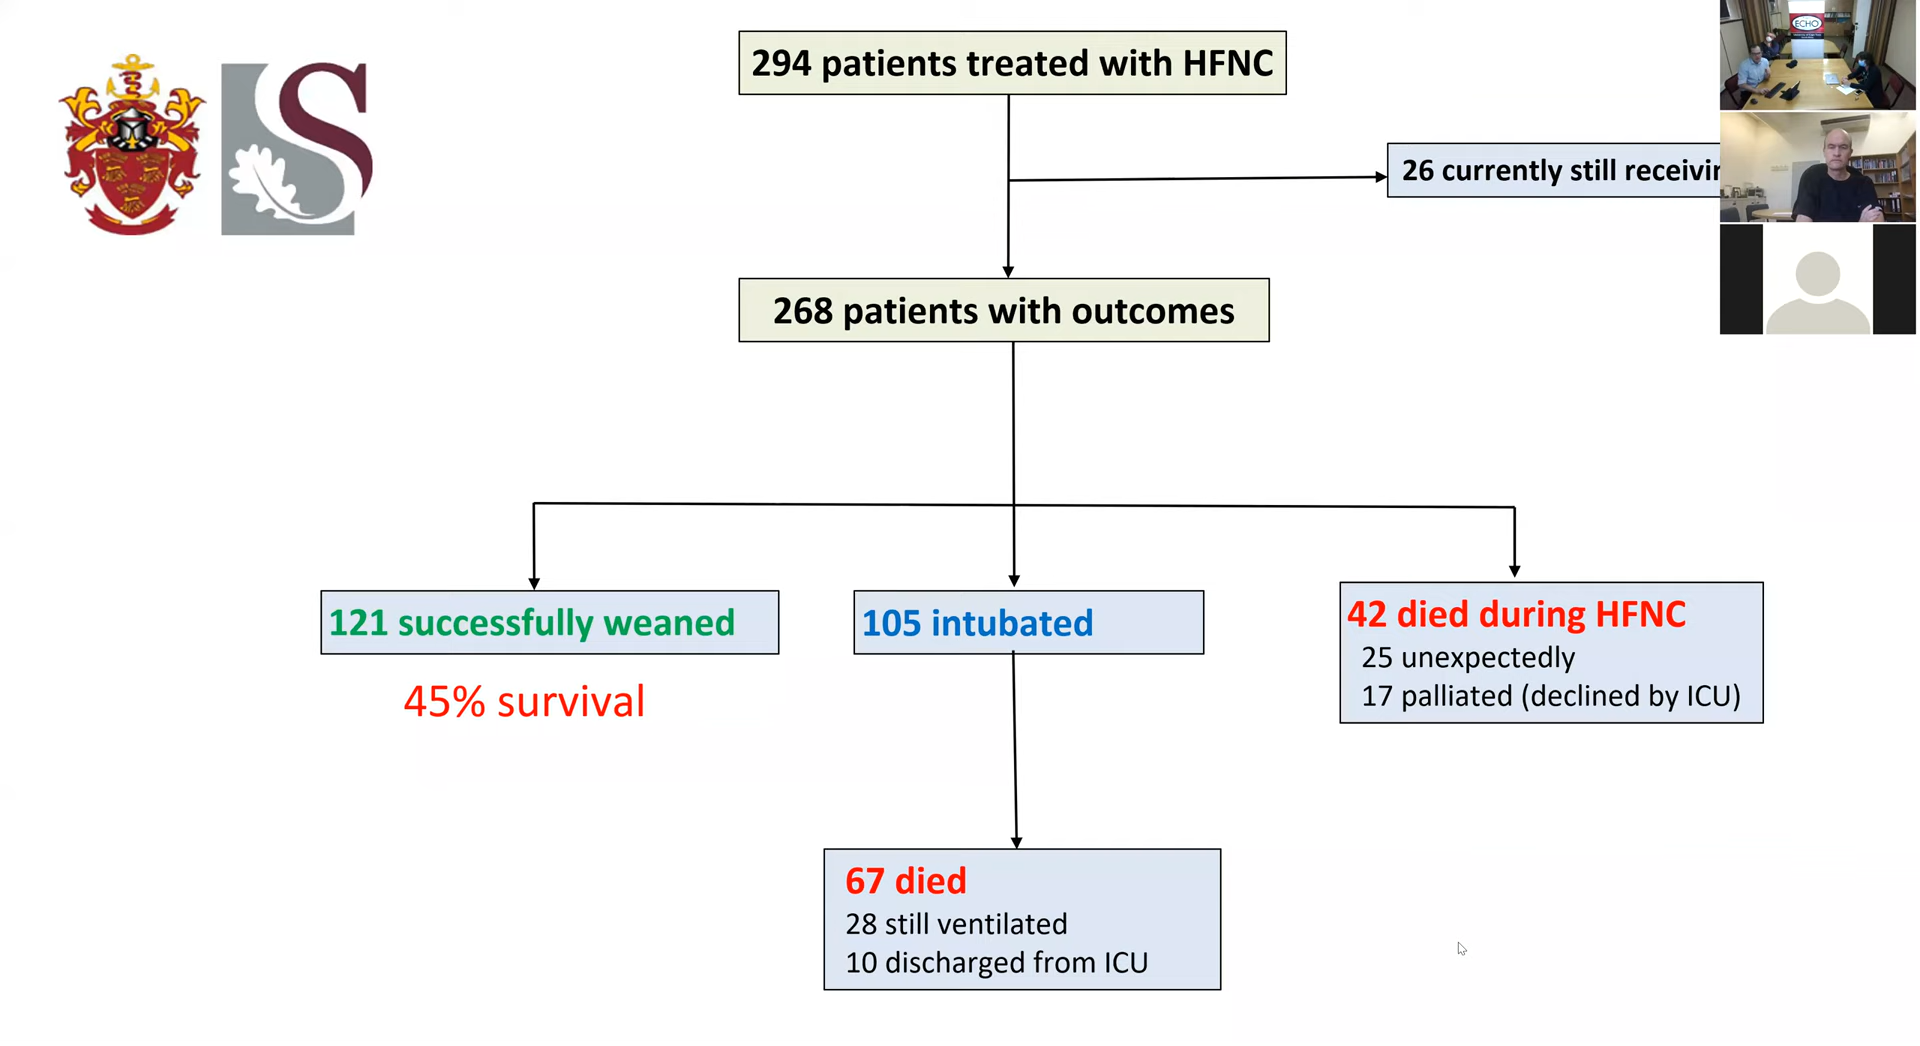 294 patients treated with HFNC
26 currently still
268 patients with outcomes
121 successfully weaned
45% survival
105 intubated
42 died during HFNC
25 unexpectedly
17 palliated (declined by ICU)
67 died
28 still ventilated
10 discharged from ICU
S
ECHO